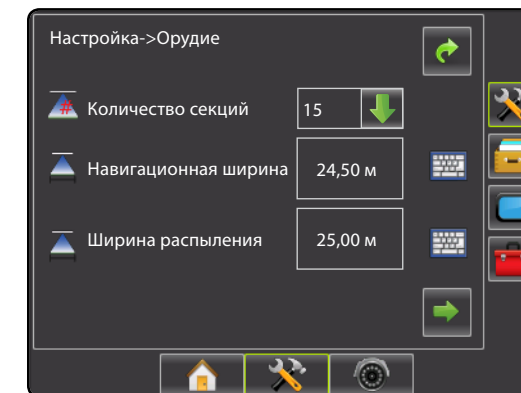 Настройка->Орудие
Количество секций 15
Навигационная ширина 24,50 м
Ширина распыления 25,00 м